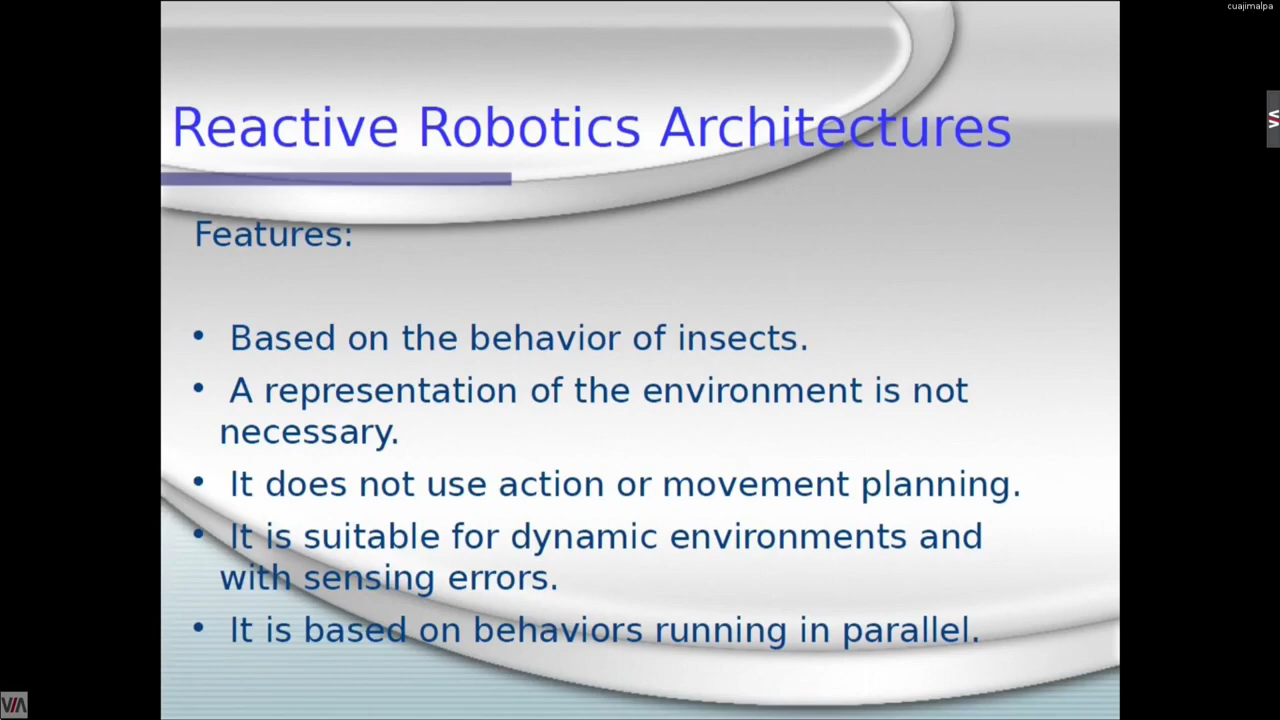 cuajimalpa
Reactive Robotics Architectures
Features:
• Based on the behavior of insects.
• A representation of the environment is not
necessary.
• It does not use action or movement planning.
• It is suitable for dynamic environments and
with sensing errors.
• It is based on behaviors running in parallel.
VIA